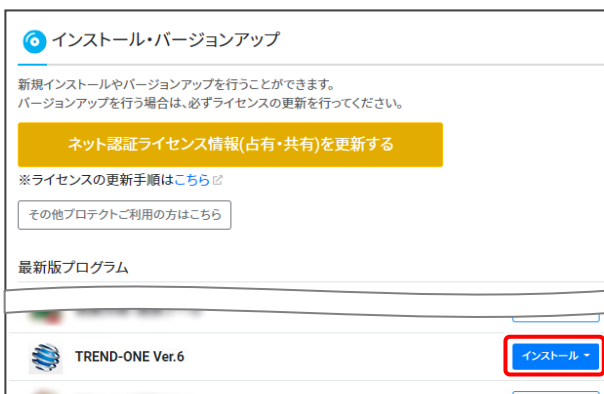 インストール・バージョンアップ
新規インストールやバージョンアップを行うことができます。
バージョンアップを行う場合は、必ずライセンスの更新を行ってください。
ネット認証ライセンス情報(占有・共有)を更新する
※ライセンスの更新手順はこちら
その他プロテクトご利用の方はこちら
最新版プログラム
TREND-ONE Ver.6
インストール